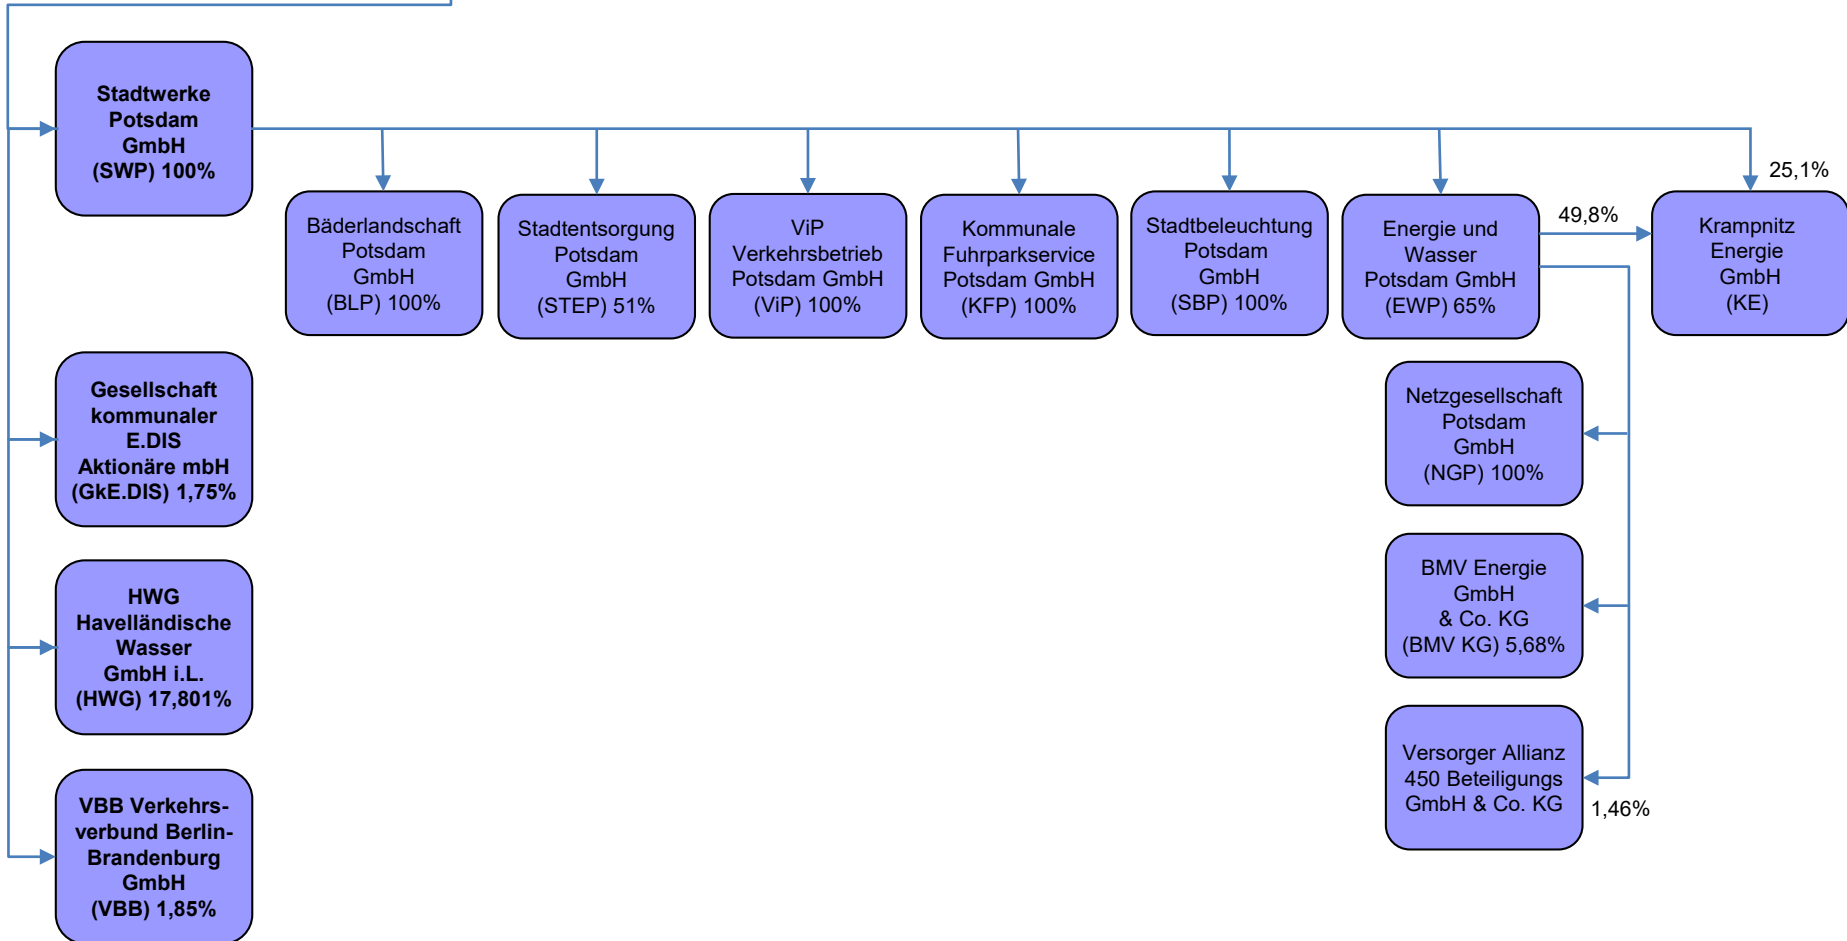 Stadtwerke
Potsdam
GmbH
(SWP) 100%
25,1%
Bäderlandschaft
Potsdam
GmbH
(BLP) 100%
Stadtentsorgung
Potsdam
GmbH
(STEP) 51%
ViP
Verkehrsbetrieb
Potsdam GmbH
(ViP) 100%
Kommunale
Fuhrparkservice
Potsdam GmbH
(KFP) 100%
Stadtbeleuchtung
Potsdam
GmbH
(SBP) 100%
Energie und
Wasser
Potsdam GmbH
(EWP) 65%
49,8%
Krampnitz
Energie
GmbH
(KE)
Gesellschaft
kommunaler
E.DIS
Aktionäre mbH
(GkE.DIS) 1,75%
Netzgesellschaft
Potsdam
GmbH
(NGP) 100%
HWG
Havelländische
Wasser
GmbH i.L.
(HWG) 17,801%
BMV Energie
GmbH
& Co. KG
(BMV KG) 5,68%
VBB Verkehrs-
verbund Berlin-
Brandenburg
GmbH
(VBB) 1,85%
Versorger Allianz
450 Beteiligungs
GmbH & Co. KG
1,46%